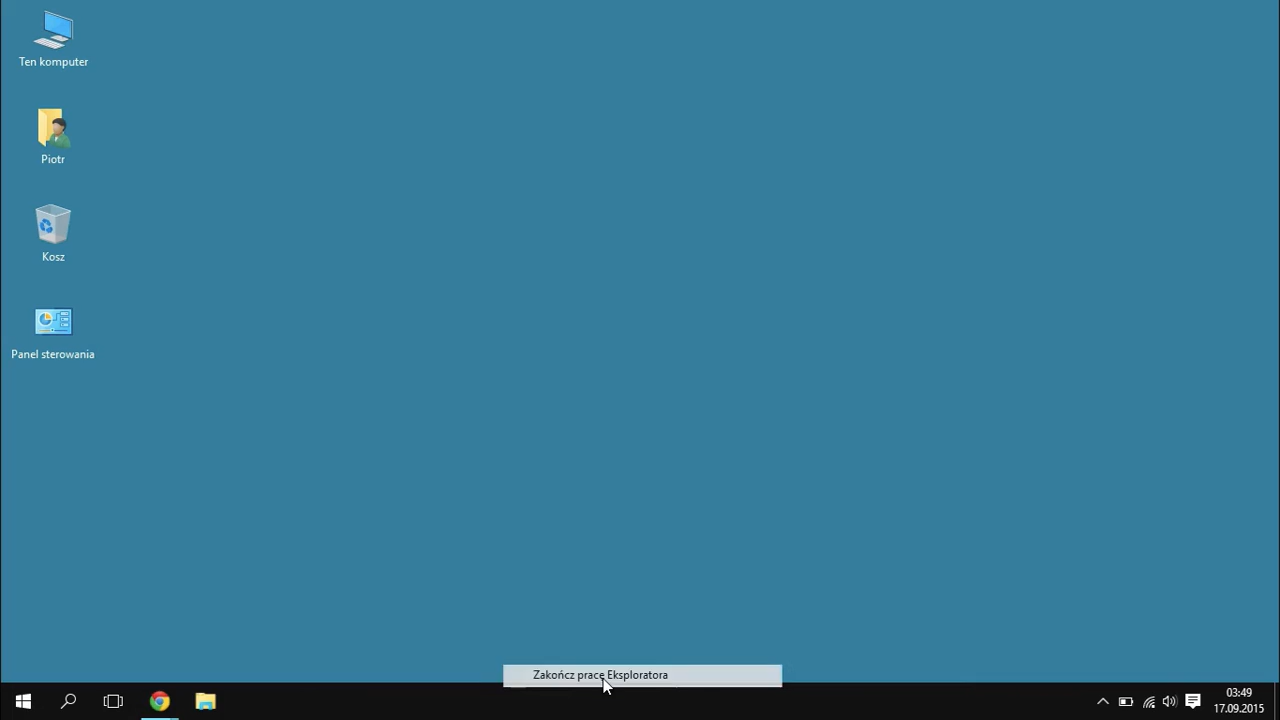 Ten komputer
Piotr
Kosz
Panel sterowania
Zakończ pracę Eksploratora
03:49
17.09.2015